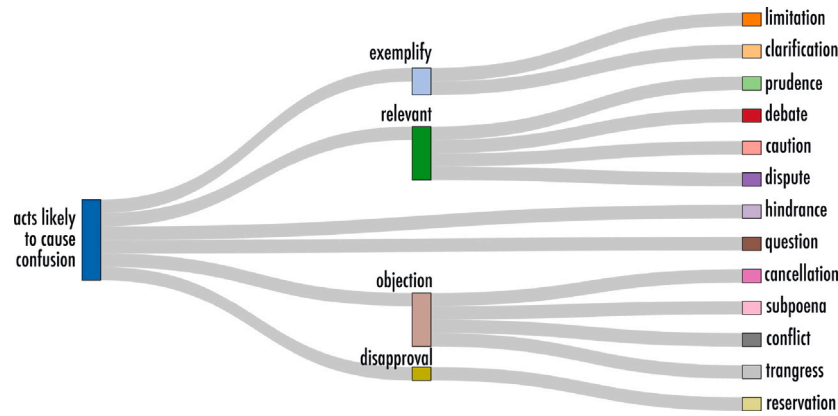 acts likely
to cause
confusion
exemplify
relevant
objection
disapproval
limitation
clarification
prudence
debate
caution
dispute
hindrance
question
cancellation
subpoena
conflict
trangress
reservation